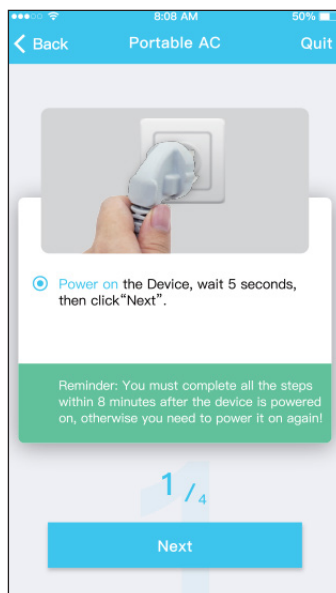 8:08 AM 50%
Back Portable AC Quit
Power on the Device, wait 5 seconds,
then click“Next”.
Reminder: You must complete all the steps
within 8 minutes after the device is powered
on, otherwise you need to power it on again!
1/4
Next